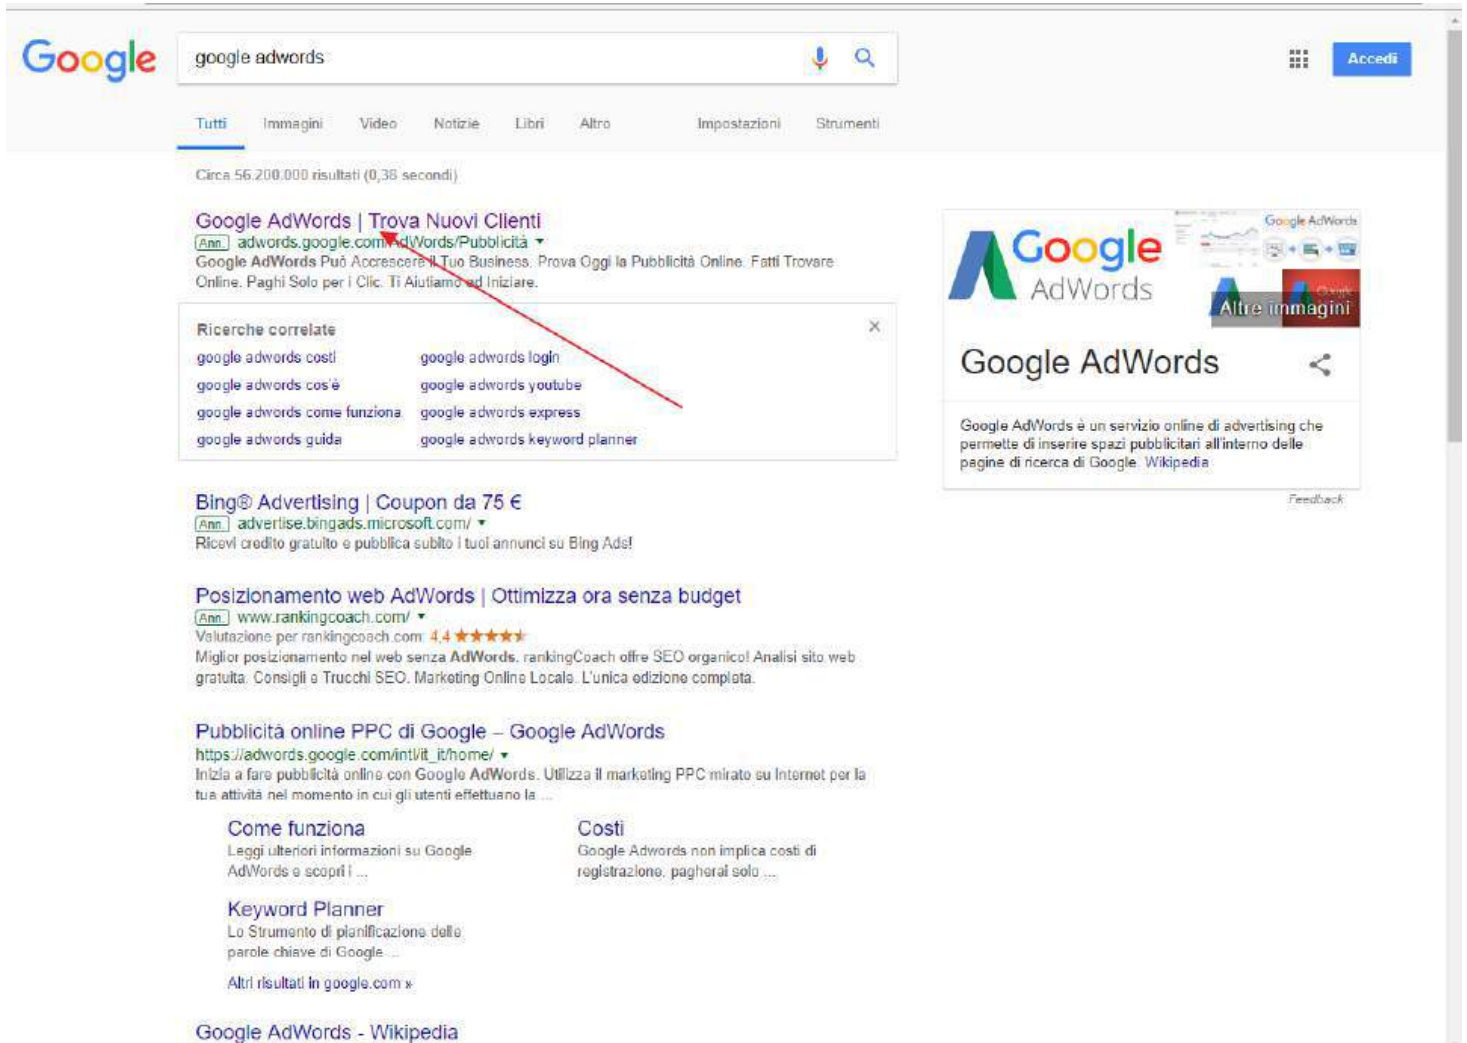 Google
google adwords
Accedi
Tutti Immagini Video Notizie Libri Altro Impostazioni Strumenti
Circa 56.200.000 risultati (0,38 secondi)
Google AdWords | Trova Nuovi Clienti
Ann. adwords.google.com/AdWords/Pubblicità
Google AdWords Può Accrescere il Tuo Business. Prova Oggi la Pubblicità Online. Fatti Trovare
Online. Paghi Solo per i Clic. Ti Aiutiamo ad Iniziare.
Ricerche correlate
google adwords costi google adwords login
google adwords cos'è google adwords youtube
google adwords come funziona google adwords express
google adwords guida google adwords keyword planner
Bing® Advertising | Coupon da 75 €
Ann. advertise.bingads.microsoft.com/
Ricevi credito gratuito e pubblica subito i tuoi annunci su Bing Ads!
Posizionamento web AdWords | Ottimizza ora senza budget
Ann. www.rankingcoach.com/
Valutazione per rankingcoach.com: 4,4
Miglior posizionamento nel web senza AdWords. rankingCoach offre SEO organico! Analisi sito web
gratuita. Consigli e Trucchi SEO. Marketing Online Locale. L'unica edizione completa.
Pubblicità online PPC di Google – Google AdWords
https://adwords.google.com/intl/it_it/home/
Inizia a fare pubblicità online con Google AdWords. Utilizza il marketing PPC mirato su Internet per la
tua attività nel momento in cui gli utenti effettuano la ...
Come funziona
Leggi ulteriori informazioni su Google
AdWords e scopri i ...
Costi
Google Adwords non implica costi di
registrazione, pagherai solo ...
Keyword Planner
Lo Strumento di pianificazione delle
parole chiave di Google ...
Altri risultati in google.com »
Google AdWords - Wikipedia
Google
AdWords
Google AdWords
Google
Altre immagini
Google AdWords
Google AdWords è un servizio online di advertising che
permette di inserire spazi pubblicitari all'interno delle
pagine di ricerca di Google. Wikipedia
Feedback